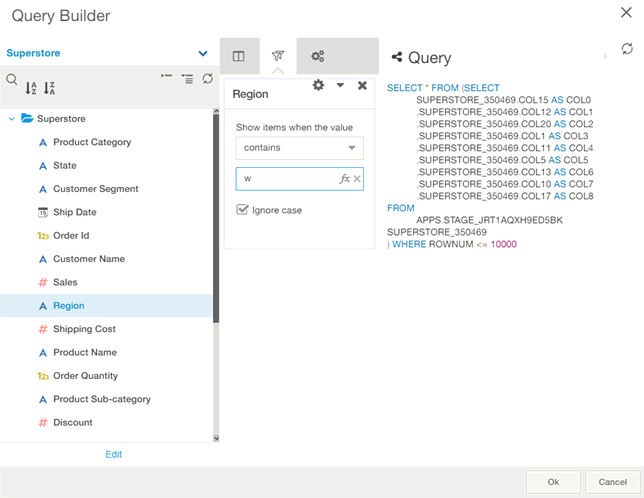 Query Builder
Superstore
Superstore
Product Category
State
Customer Segment
Ship Date
Order Id
Customer Name
Sales
Region
Shipping Cost
Product Name
Order Quantity
Product Sub-category
Discount
Edit
Region
Show items when the value
contains
w
fx
Ignore case
Query
SELECT * FROM (SELECT
SUPERSTORE_350469.COL15 AS COL0
,SUPERSTORE_350469.COL12 AS COL1
,SUPERSTORE_350469.COL20 AS COL2
,SUPERSTORE_350469.COL1 AS COL3
,SUPERSTORE_350469.COL11 AS COL4
,SUPERSTORE_350469.COL5 AS COL5
,SUPERSTORE_350469.COL13 AS COL6
,SUPERSTORE_350469.COL10 AS COL7
,SUPERSTORE_350469.COL17 AS COL8
FROM
APPS.STAGE_JRT1AQXH9ED5BK
SUPERSTORE_350469
) WHERE ROWNUM <= 10000
Ok
Cancel